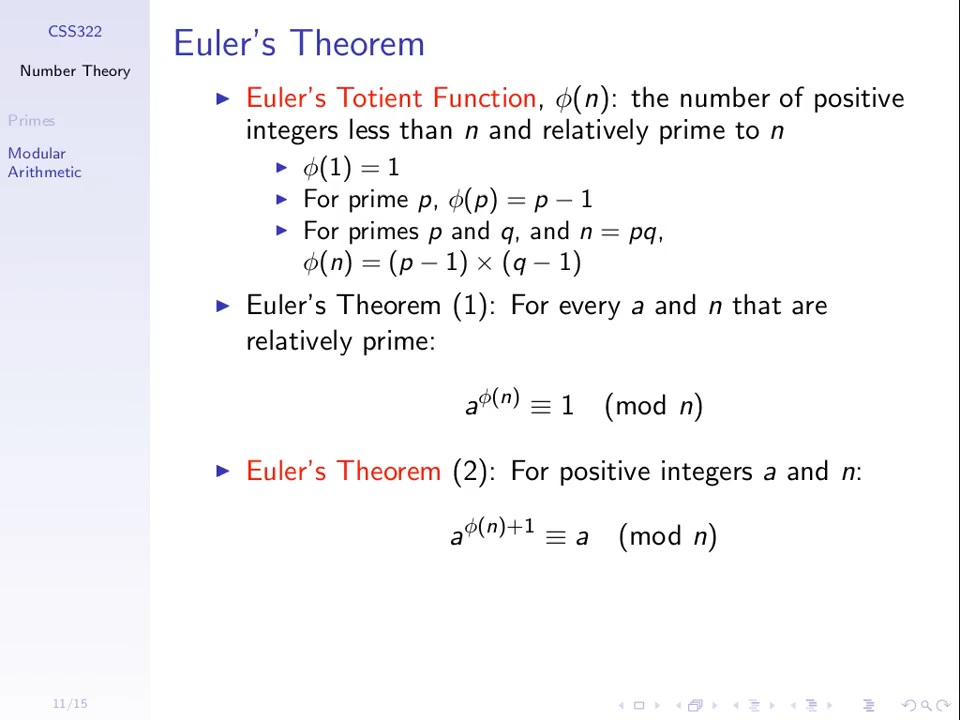 CSS322
Number Theory
Primes
Modular
Arithmetic
Euler's Theorem
Euler's Totient Function, ϕ(n): the number of positive
integers less than n and relatively prime to n
ϕ(1) = 1
For prime p, ϕ(p) = p − 1
For primes p and q, and n = pq,
ϕ(n) = (p − 1) × (q − 1)
Euler's Theorem (1): For every a and n that are
relatively prime:
a^ϕ(n) ≡ 1 (mod n)
Euler's Theorem (2): For positive integers a and n:
a^ϕ(n)+1 ≡ a (mod n)
11/15